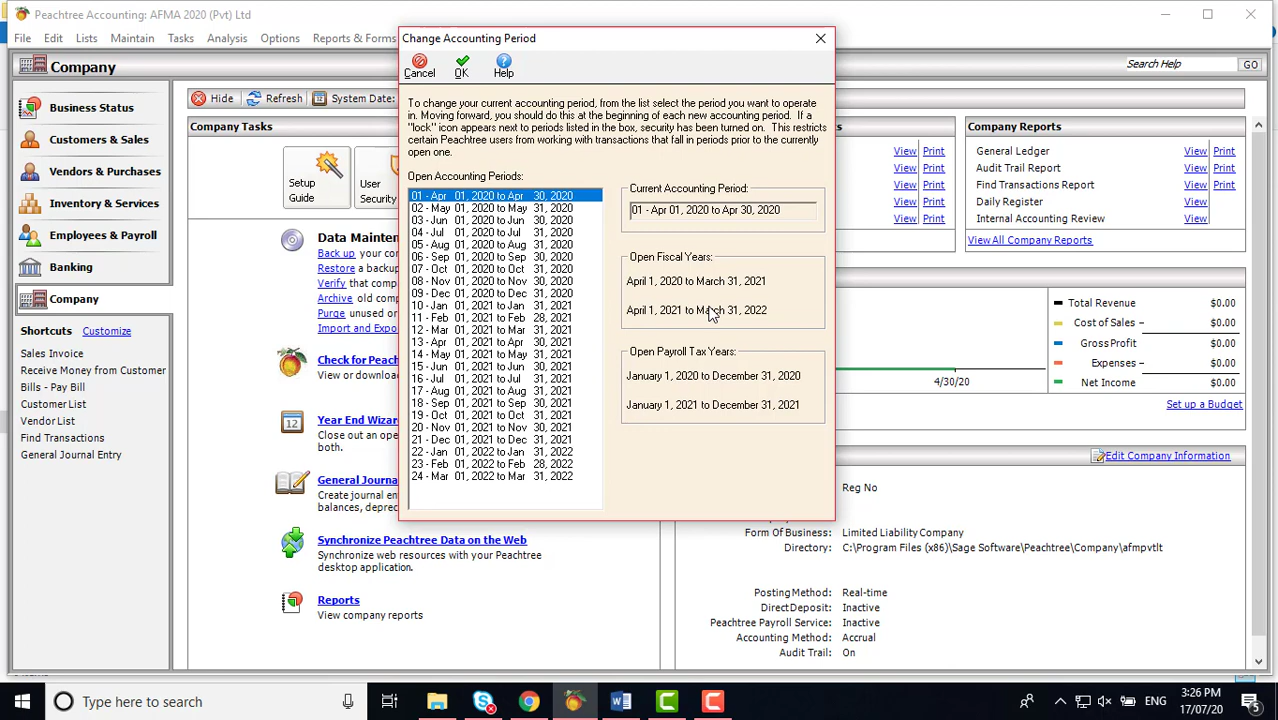 Peachtree Accounting: AFMA 2020 (Pvt) Ltd
File Edit Lists Maintain Tasks Analysis Options Reports & Forms
Company
Search Help GO
Business Status
Customers & Sales
Vendors & Purchases
Inventory & Services
Employees & Payroll
Banking
Company
Shortcuts Customize
Sales Invoice
Receive Money from Customer
Bills - Pay Bill
Customer List
Vendor List
Find Transactions
General Journal Entry
Hide Refresh System Date:
Company Tasks
Setup
Guide
User
Security
Data Mainten
Back up your con
Restore a backup
Verify that
Archive old com
Purge unused
Import and Expo
Check for Peach
View or download
Year End Wizar
Close out an ope
both.
General Journa
Create journal en
balances, deprec
Synchronize Peachtree Data on the Web
Synchronize web resources with your Peachtree
desktop application.
Reports
View company reports
Change Accounting Period
Cancel OK Help
To change your current accounting period, from the list select the period you want to operate
in. Moving forward, you should do this at the beginning of each new accounting period. If a
"lock" icon appears next to periods listed in the box, security has been turned on. This restricts
certain Peachtree users from working with transactions that fall in periods prior to the currently
open one.
Open Accounting Periods:
01 - Apr 01, 2020 to Apr 30, 2020
02 - May 01, 2020 to May 31, 2020
03 - Jun 01, 2020 to Jun 30, 2020
04 - Jul 01, 2020 to Jul 31, 2020
05 - Aug 01, 2020 to Aug 31, 2020
06 - Sep 01, 2020 to Sep 30, 2020
07 - Oct 01, 2020 to Oct 31, 2020
08 - Nov 01, 2020 to Nov 30, 2020
09 - Dec 01, 2020 to Dec 31, 2020
10 - Jan 01, 2021 to Jan 31, 2021
11 - Feb 01, 2021 to Feb 28, 2021
12 - Mar 01, 2021 to Mar 31, 2021
13 - Apr 01, 2021 to Apr 30, 2021
14 - May 01, 2021 to May 31, 2021
15 - Jun 01, 2021 to Jun 30, 2021
16 - Jul 01, 2021 to Jul 31, 2021
17 - Aug 01, 2021 to Aug 31, 2021
18 - Sep 01, 2021 to Sep 30, 2021
19 - Oct 01, 2021 to Oct 31, 2021
20 - Nov 01, 2021 to Nov 30, 2021
21 - Dec 01, 2021 to Dec 31, 2021
22 - Jan 01, 2022 to Jan 31, 2022
23 - Feb 01, 2022 to Feb 28, 2022
24 - Mar 01, 2022 to Mar 31, 2022
Current Accounting Period:
01 - Apr 01, 2020 to Apr 30, 2020
Open Fiscal Years:
April 1, 2020 to March 31, 2021
April 1, 2021 to March 31, 2022
Open Payroll Tax Years:
January 1, 2020 to December 31, 2020
January 1, 2021 to December 31, 2021
View Print
View Print
View Print
View Print
View Print
Company Reports
General Ledger View Print
Audit Trail Report View Print
Find Transactions Report View Print
Daily Register View Print
Internal Accounting Review View Print
View All Company Reports
4/30/20
Total Revenue $0.00
Cost of Sales - $0.00
Gross Profit $0.00
Expenses - $0.00
Net Income $0.00
Set up a Budget
Edit Company Information
Reg No
Form Of Business: Limited Liability Company
Directory: C:\Program Files (x86)\Sage Software\Peachtree\Company\afmpvtlt
Posting Method: Real-time
Direct Deposit: Inactive
Peachtree Payroll Service: Inactive
Accounting Method: Accrual
Audit Trail: On
Type here to search
ENG
3:26 PM
17/07/20
5